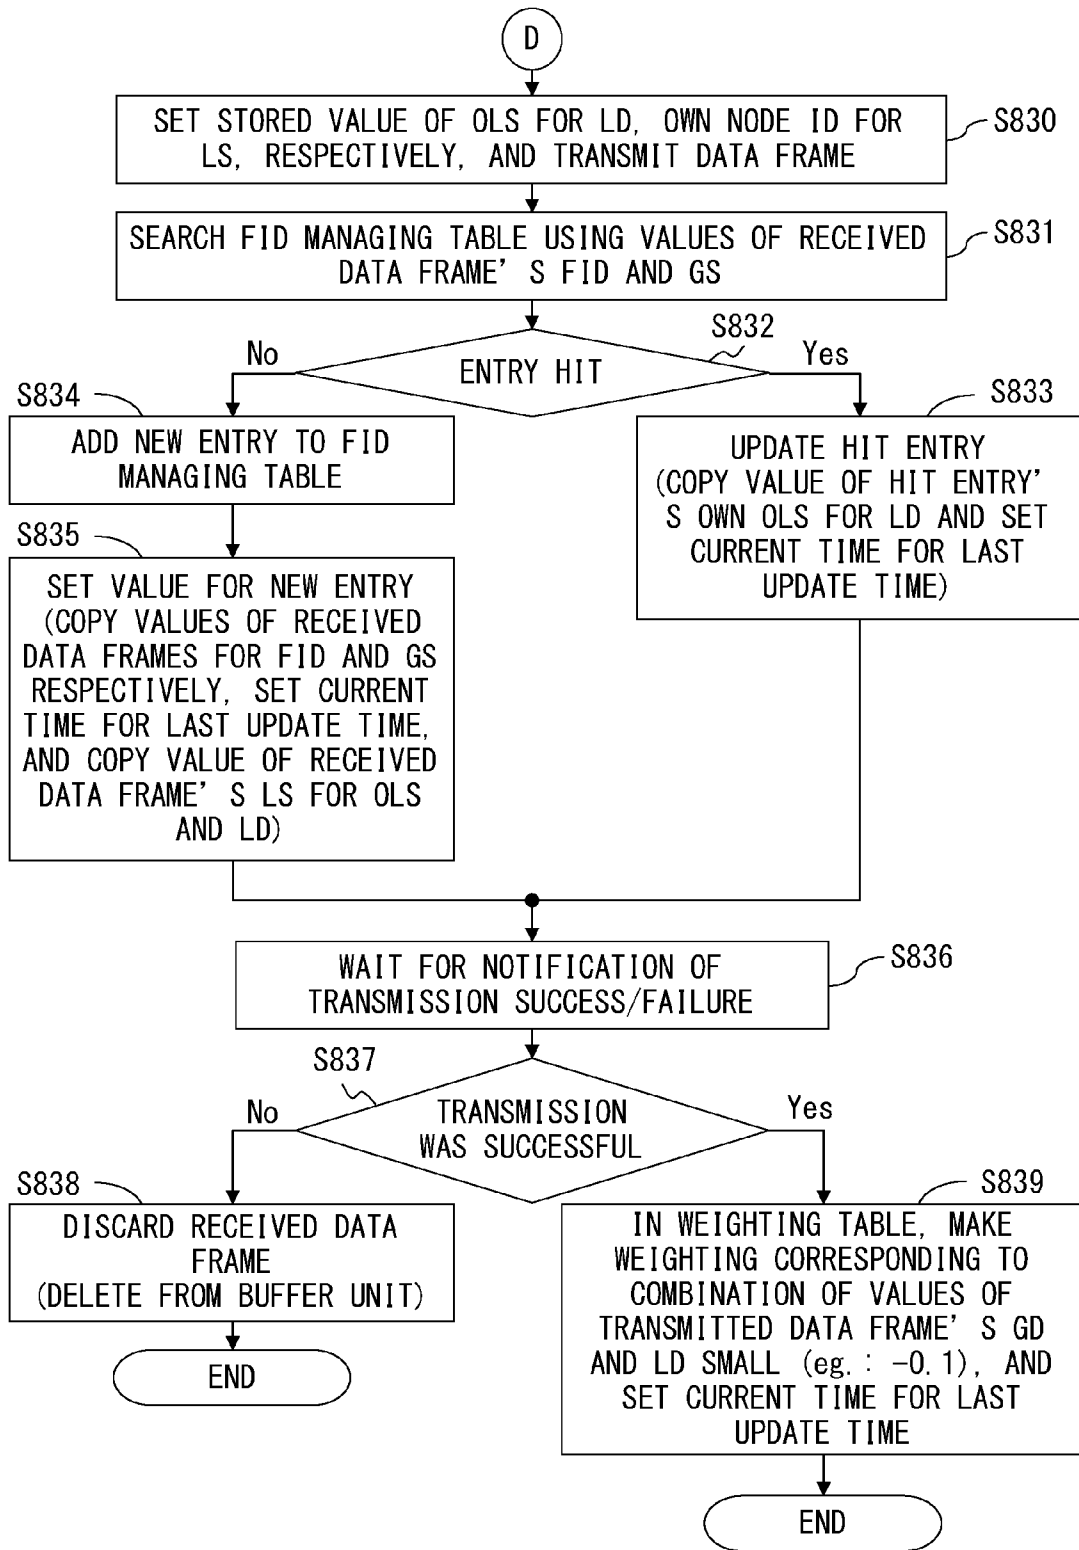 D
SET STORED VALUE OF OLS FOR LD, OWN NODE ID FOR
LS, RESPECTIVELY, AND TRANSMIT DATA FRAME
S830
SEARCH FID MANAGING TABLE USING VALUES OF RECEIVED
DATA FRAME' S FID AND GS
S831
S832
No
ENTRY HIT
Yes
S834
ADD NEW ENTRY TO FID
MANAGING TABLE
S833
UPDATE HIT ENTRY
(COPY VALUE OF HIT ENTRY'
S OWN OLS FOR LD AND SET
CURRENT TIME FOR LAST
UPDATE TIME)
S835
SET VALUE FOR NEW ENTRY
(COPY VALUES OF RECEIVED
DATA FRAMES FOR FID AND GS
RESPECTIVELY, SET CURRENT
TIME FOR LAST UPDATE TIME,
AND COPY VALUE OF RECEIVED
DATA FRAME' S LS FOR OLS
AND LD)
WAIT FOR NOTIFICATION OF
TRANSMISSION SUCCESS/FAILURE
S836
S837
No
TRANSMISSION
WAS SUCCESSFUL
Yes
S838
DISCARD RECEIVED DATA
FRAME
(DELETE FROM BUFFER UNIT)
END
S839
IN WEIGHTING TABLE, MAKE
WEIGHTING CORRESPONDING TO
COMBINATION OF VALUES OF
TRANSMITTED DATA FRAME' S GD
AND LD SMALL (eg. : -0.1), AND
SET CURRENT TIME FOR LAST
UPDATE TIME
END